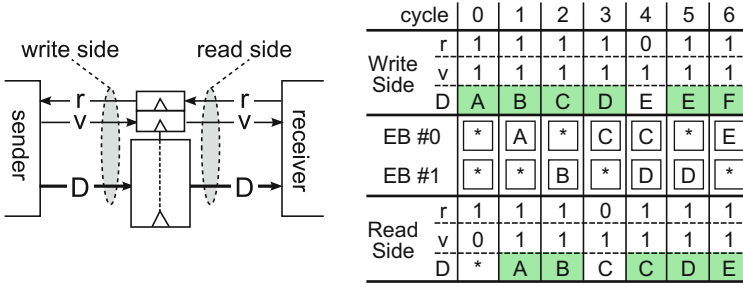 write side
read side
r
r
v
v
D
D
sender
receiver
cycle 0 1 2 3 4 5 6
Write Side
r 1 1 1 1 0 1 1
v 1 1 1 1 1 1 1
D A B C D E E F
EB #0 * A * C C * E
EB #1 * * B * D D *
Read Side
r 1 1 1 0 1 1 1
v 0 1 1 1 1 1 1
D * A B C C D E